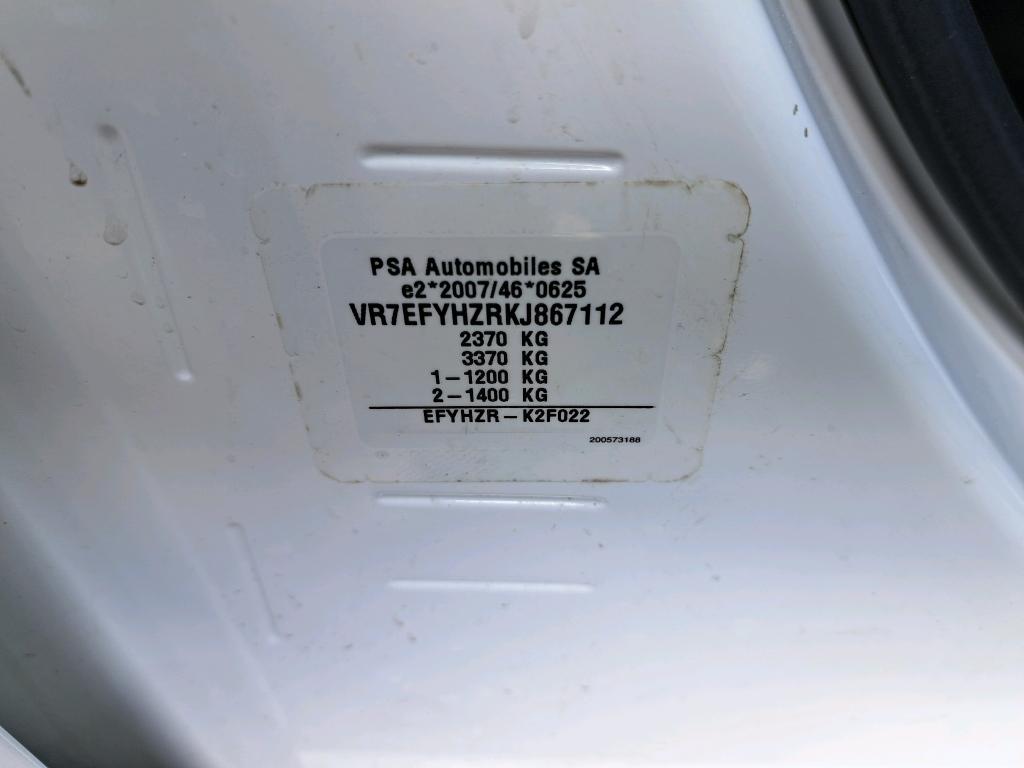 PSA Automobiles SA
e2*2007/46*0625
VR7EFYHZRKJ867112
2370 KG
3370 KG
1-1200 KG
2-1400 KG
EFYHZR-K2F022
200573188